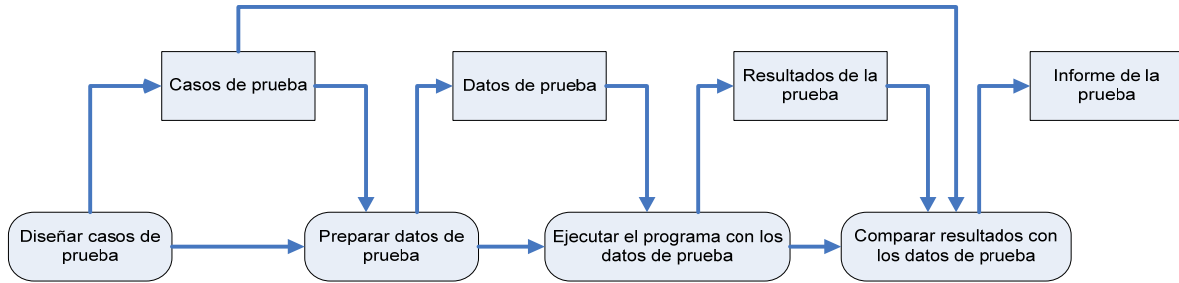 Casos de prueba
Datos de prueba
Resultados de la
prueba
Informe de la
prueba
Diseñar casos de
prueba
Preparar datos de
prueba
Ejecutar el programa con los
datos de prueba
Comparar resultados con
los datos de prueba